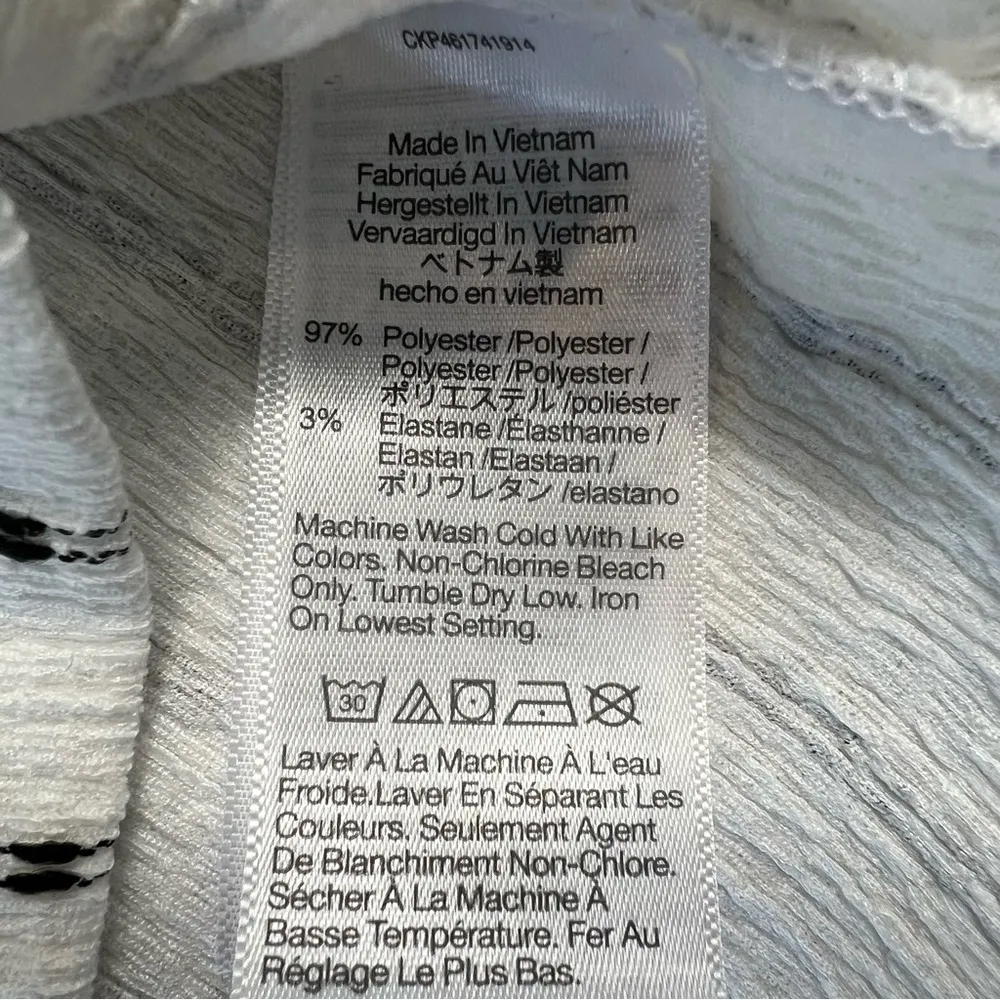 CKP461741914
Made In Vietnam
Fabriqué Au Viêt Nam
Hergestellt In Vietnam
Vervaardigd In Vietnam
ベトナム製
hecho en vietnam
97% Polyester /Polyester /
Polyester /Polyester /
ポリエステル /poliéster
3% Elastane /Élasthanne /
Elastan /Elastaan /
ポリウレタン /elastano
Machine Wash Cold With Like
Colors. Non-Chlorine Bleach
Only. Tumble Dry Low. Iron
On Lowest Setting.
30
Laver À La Machine À L'eau
Froide.Laver En Séparant Les
Couleurs. Seulement Agent
De Blanchiment Non-Chlore.
Sécher À La Machine À
Basse Température. Fer Au
Réglage Le Plus Bas.